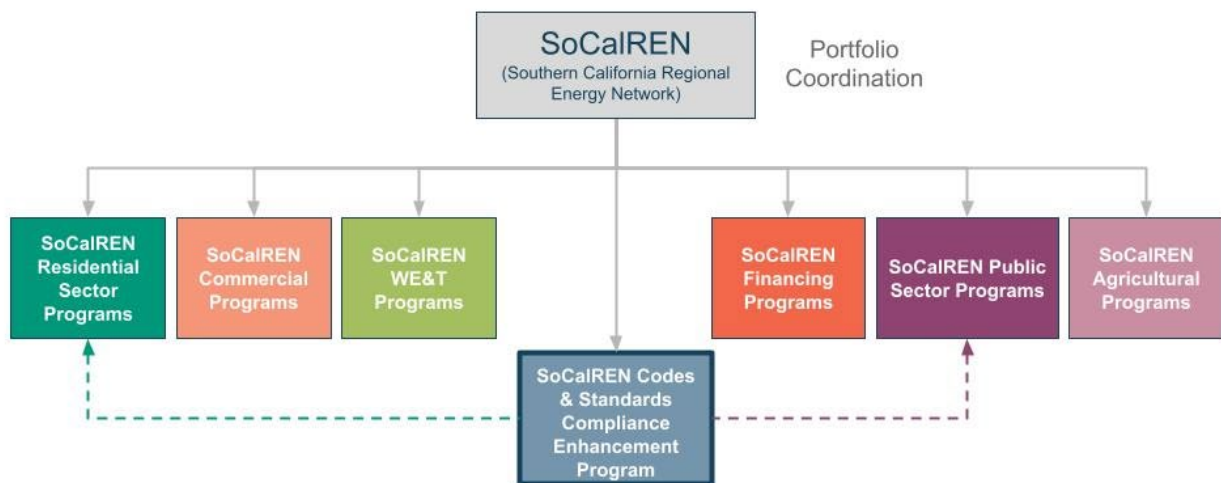 SoCalREN
(Southern California Regional
Energy Network)
Portfolio
Coordination
SoCalREN
Residential
Sector
Programs
SoCalREN
Commercial
Programs
SoCalREN
WE&T
Programs
SoCalREN
Financing
Programs
SoCalREN Public
Sector Programs
SoCalREN
Agricultural
Programs
SoCalREN Codes
& Standards
Compliance
Enhancement
Program